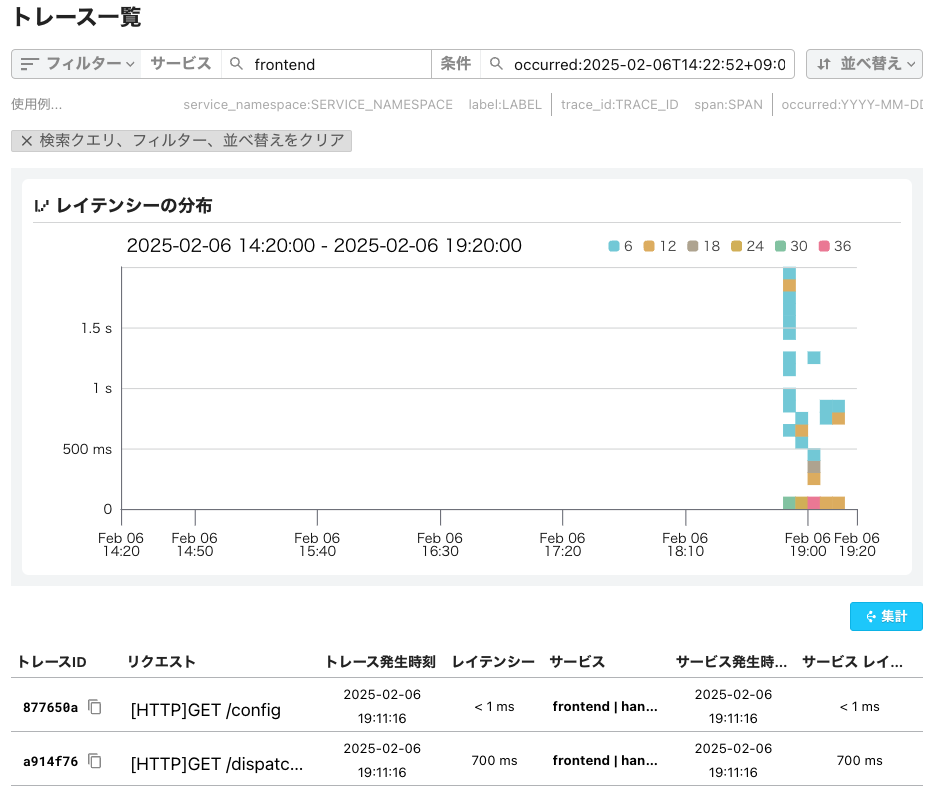 トレース一覧
フィルター サービス frontend 条件 occurred:2025-02-06T14:22:52+09:0 並べ替え
使用例... service_namespace:SERVICE_NAMESPACE label:LABEL trace_id:TRACE_ID span:SPAN occurred:YYYY-MM-DD
× 検索クエリ、フィルター、並べ替えをクリア
レイテンシーの分布
2025-02-06 14:20:00 - 2025-02-06 19:20:00 6 12 18 24 30 36
1.5 s
1 s
500 ms
0
Feb 06 Feb 06 Feb 06 Feb 06 Feb 06 Feb 06 Feb 06 Feb 06
14:20 14:50 15:40 16:30 17:20 18:10 19:00 19:20
集計
トレースID リクエスト トレース発生時刻 レイテンシー サービス サービス発生時... サービス レイ...
877650a [HTTP]GET /config 2025-02-06 19:11:16 < 1 ms frontend | han... 2025-02-06 19:11:16 < 1 ms
a914f76 [HTTP]GET /dispatc... 2025-02-06 19:11:16 700 ms frontend | han... 2025-02-06 19:11:16 700 ms